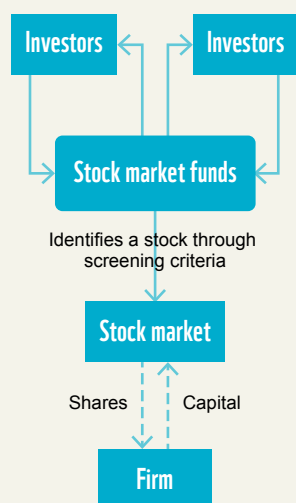 Investors
Investors
Stock market funds
Identifies a stock through
screening criteria
Stock market
Shares
Capital
Firm